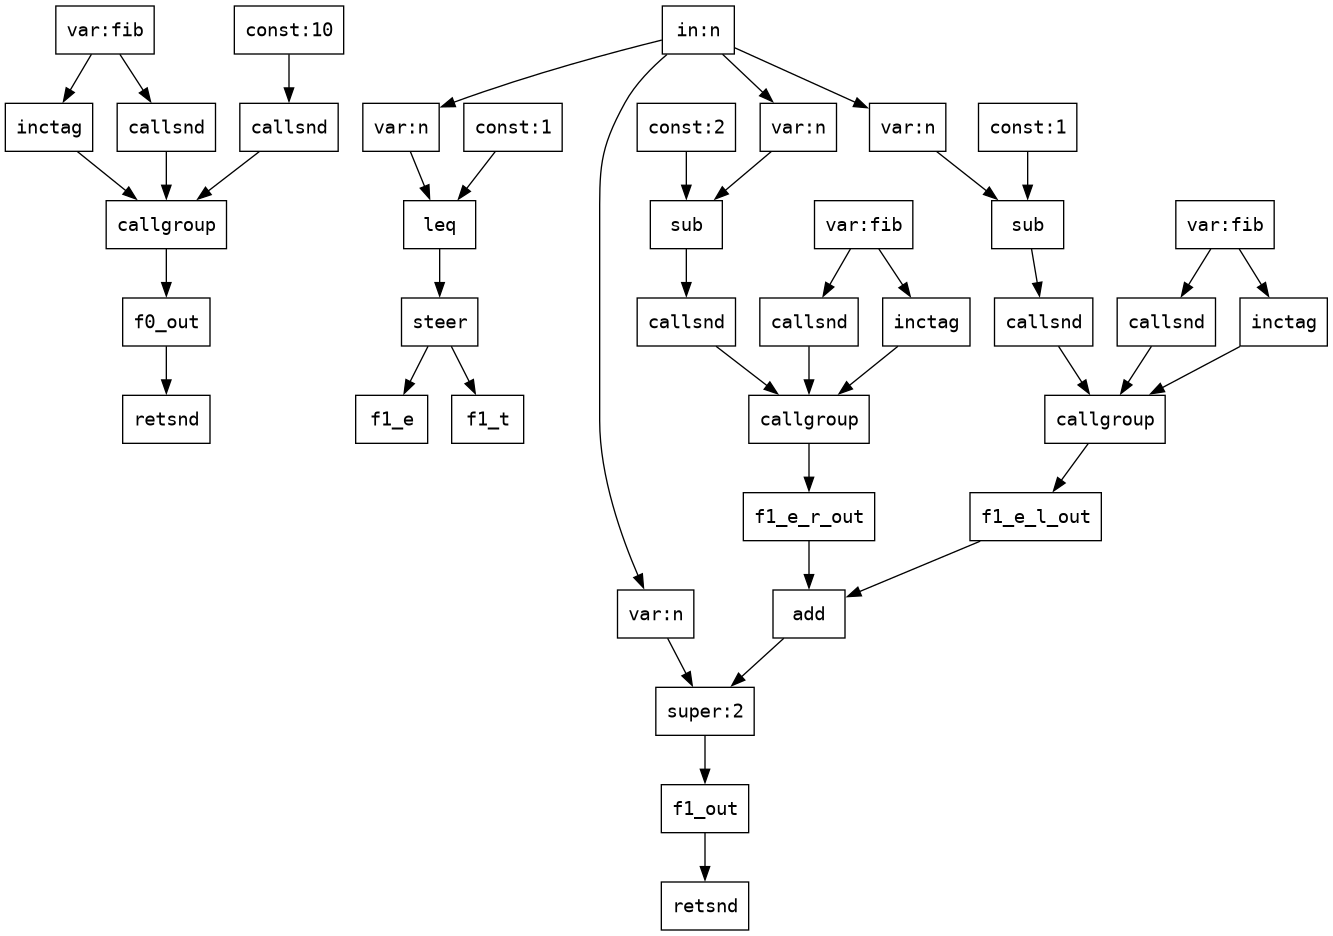 var:fib
const:10
in:n
inctag
callsnd
callsnd
var:n
const:1
const:2
var:n
var:n
const:1
callgroup
leq
sub
var:fib
sub
var:fib
f0_out
steer
callsnd
callsnd
inctag
callsnd
callsnd
inctag
retsnd
f1_e
f1_t
callgroup
callgroup
f1_e_r_out
f1_e_l_out
var:n
add
super:2
f1_out
retsnd